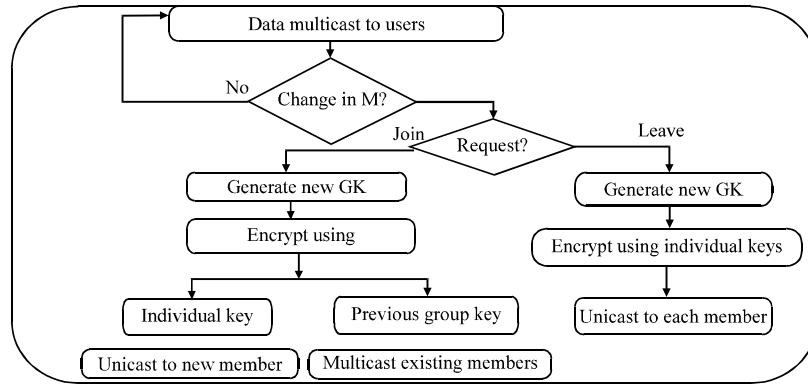 Data multicast to users
No
Change in M?
Join
Request?
Leave
Generate new GK
Generate new GK
Encrypt using
Encrypt using individual keys
Individual key
Previous group key
Unicast to each member
Unicast to new member
Multicast existing members